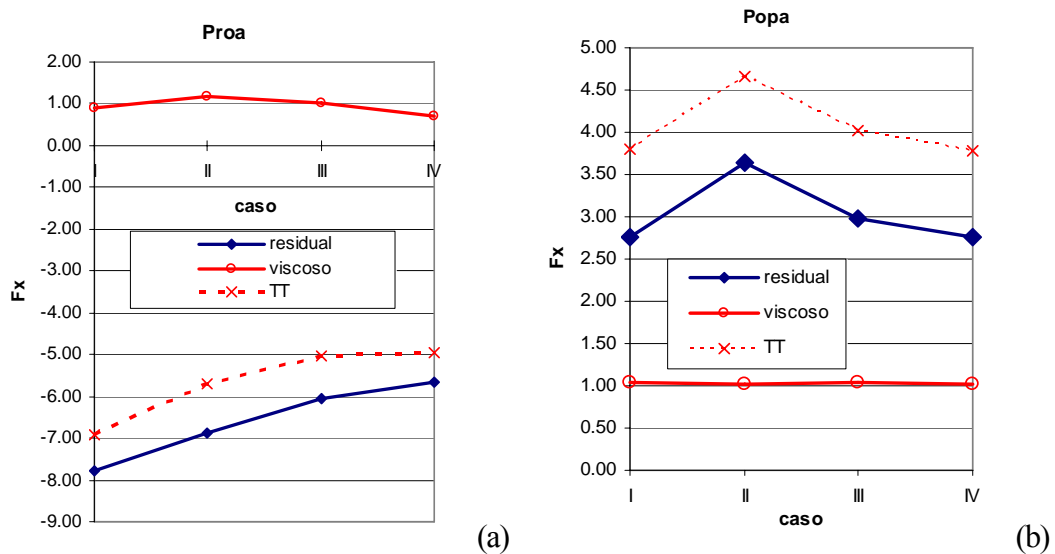 Proa
2.00
1.00
0.00
-1.00
-2.00
-3.00
-4.00
-5.00
-6.00
-7.00
-8.00
-9.00
Fx
I II III IV
caso
residual
viscoso
TT
(a)
Popa
5.00
4.50
4.00
3.50
3.00
2.50
2.00
1.50
1.00
0.50
0.00
Fx
residual
viscoso
TT
I II III IV
caso
(b)